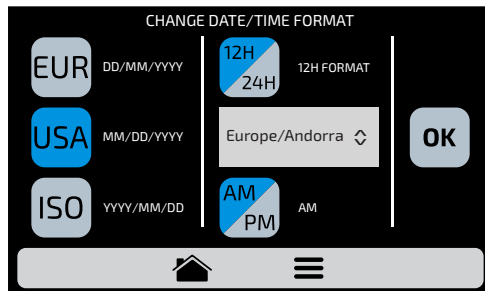 CHANGE DATE/TIME FORMAT
EUR DD/MM/YYYY
USA MM/DD/YYYY
ISO YYYY/MM/DD
12H
24H
12H FORMAT
Europe/Andorra
AM
PM
AM
OK